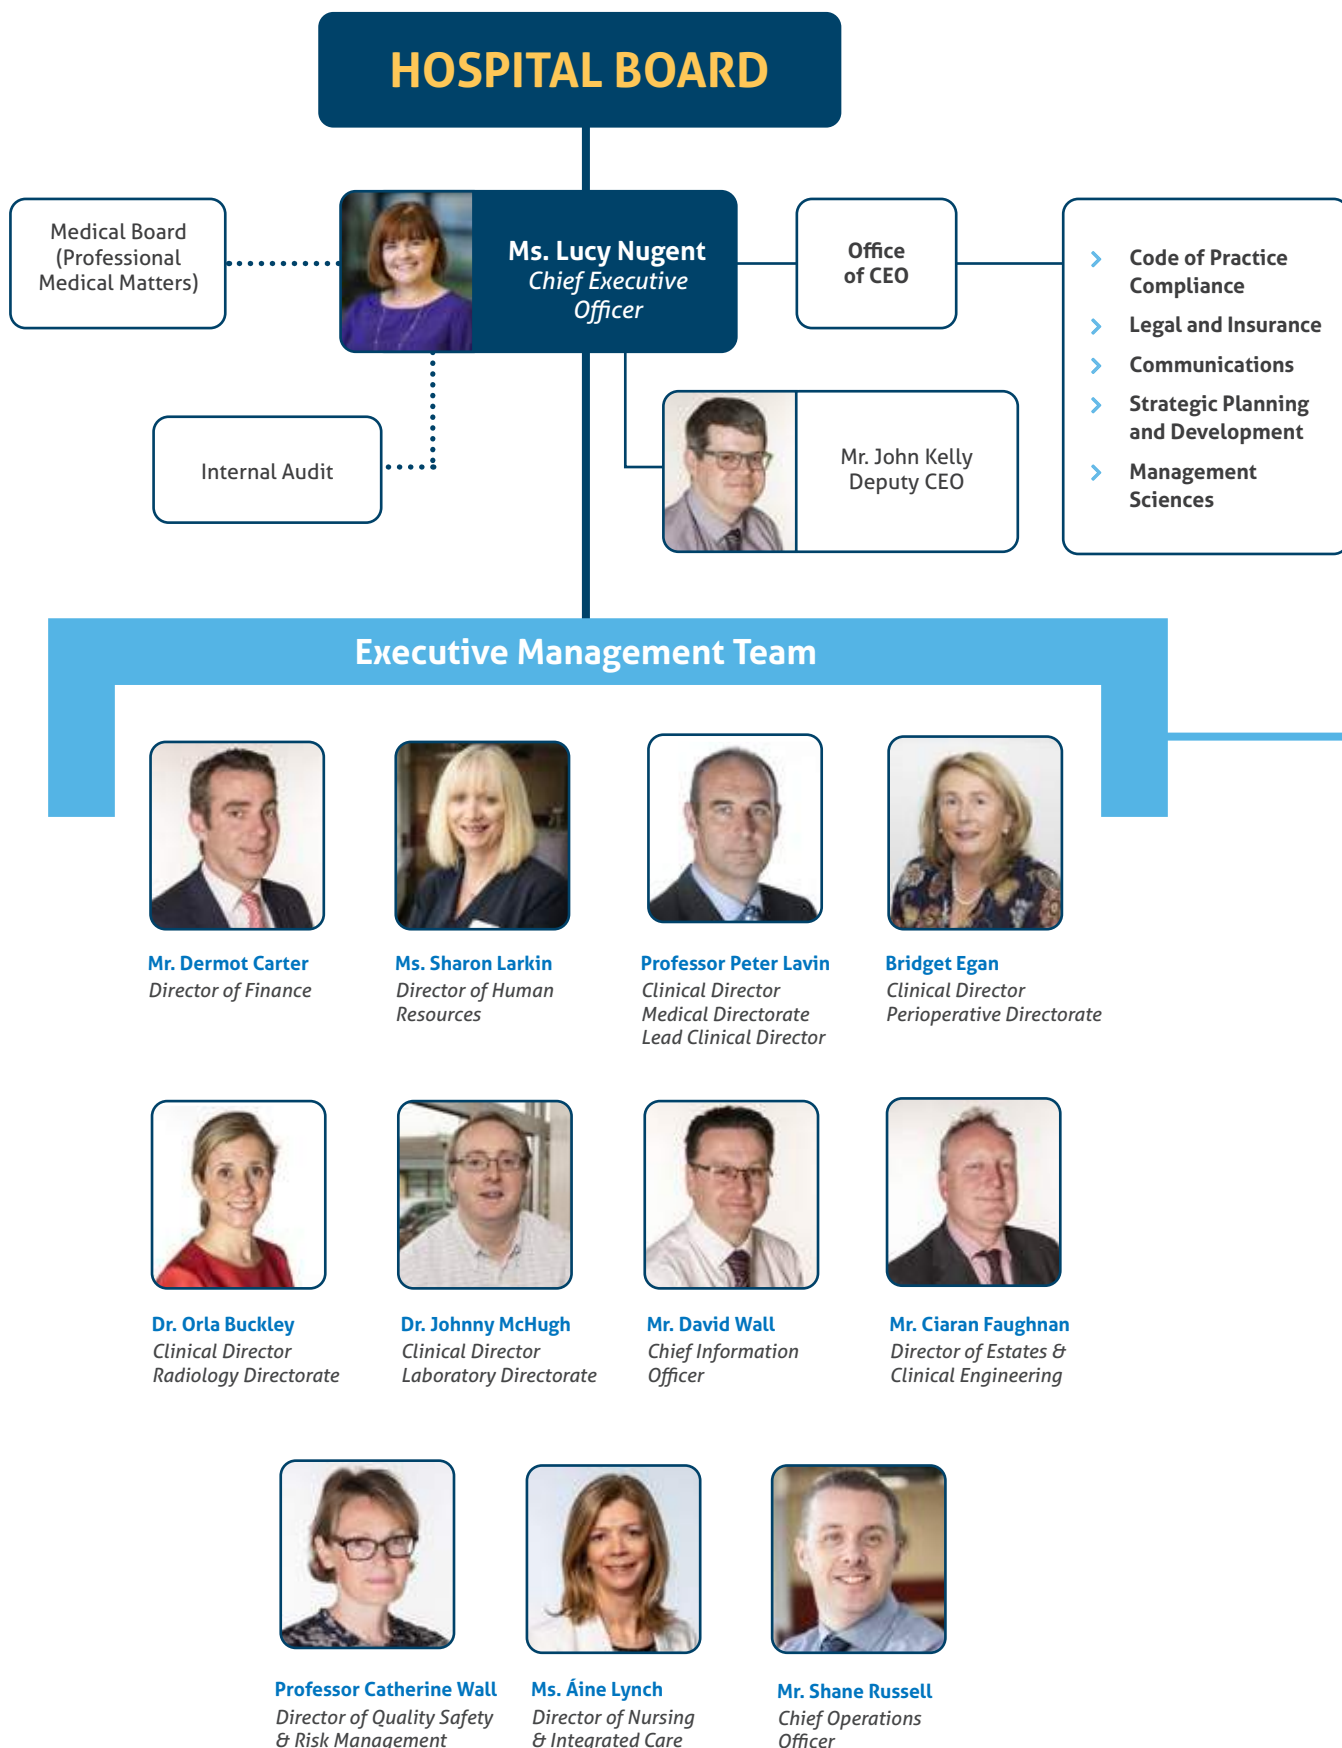 HOSPITAL BOARD
Medical Board
(Professional
Medical Matters)
Ms. Lucy Nugent
Chief Executive
Officer
Office
of CEO
Code of Practice
Compliance
Legal and Insurance
Communications
Strategic Planning
and Development
Management
Sciences
Internal Audit
Mr. John Kelly
Deputy CEO
Executive Management Team
Mr. Dermot Carter
Director of Finance
Ms. Sharon Larkin
Director of Human
Resources
Professor Peter Lavin
Clinical Director
Medical Directorate
Lead Clinical Director
Bridget Egan
Clinical Director
Perioperative Directorate
Dr. Orla Buckley
Clinical Director
Radiology Directorate
Dr. Johnny McHugh
Clinical Director
Laboratory Directorate
Mr. David Wall
Chief Information
Officer
Mr. Ciaran Faughnan
Director of Estates &
Clinical Engineering
Professor Catherine Wall
Director of Quality Safety
& Risk Management
Ms. Áine Lynch
Director of Nursing
& Integrated Care
Mr. Shane Russell
Chief Operations
Officer